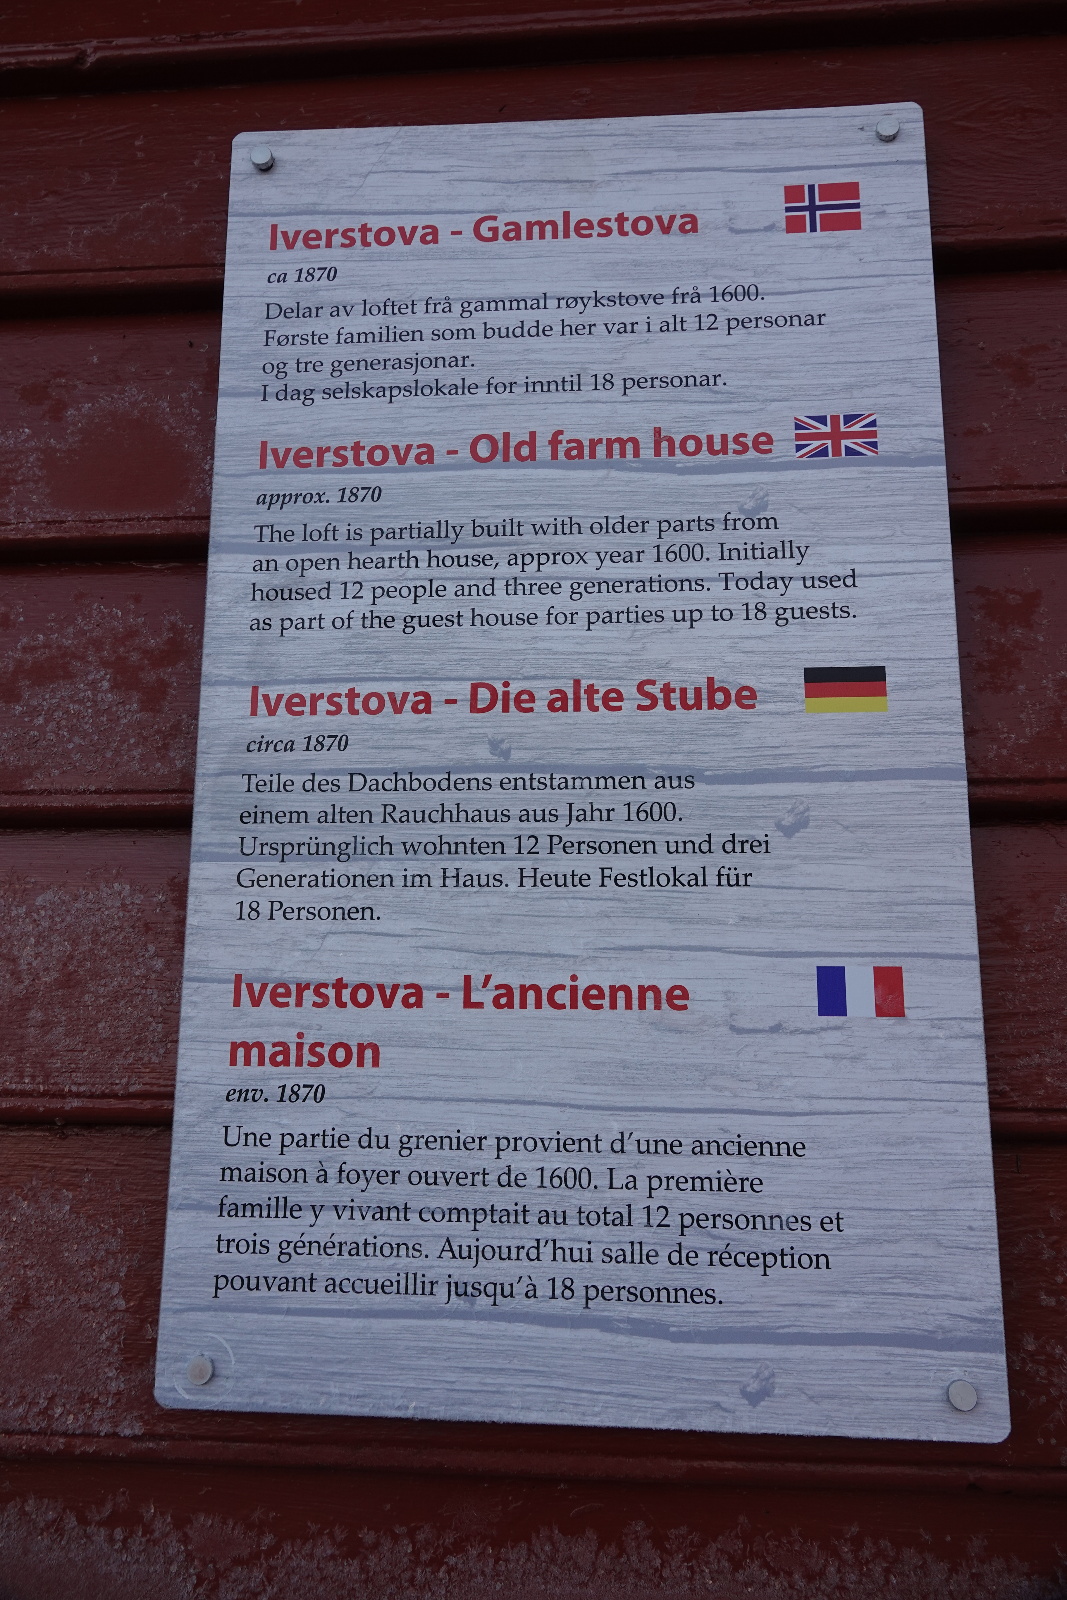 Iverstova - Gamlestova
ca 1870
Delar av loftet frå gammal røykstove frå 1600.
Første familien som budde her var i alt 12 personar
og tre generasjonar.
I dag selskapslokale for inntil 18 personar.
Iverstova - Old farm house
approx. 1870
The loft is partially built with older parts from
an open hearth house, approx year 1600. Initially
housed 12 people and three generations. Today used
as part of the guest house for parties up to 18 guests.
Iverstova - Die alte Stube
circa 1870
Teile des Dachbodens entstammen aus
einem alten Rauchhaus aus Jahr 1600.
Ursprünglich wohnten 12 Personen und drei
Generationen im Haus. Heute Festlokal für
18 Personen.
Iverstova - L’ancienne
maison
env. 1870
Une partie du grenier provient d’une ancienne
maison à foyer ouvert de 1600. La première
famille y vivant comptait au total 12 personnes et
trois générations. Aujourd’hui salle de réception
pouvant accueillir jusqu’à 18 personnes.